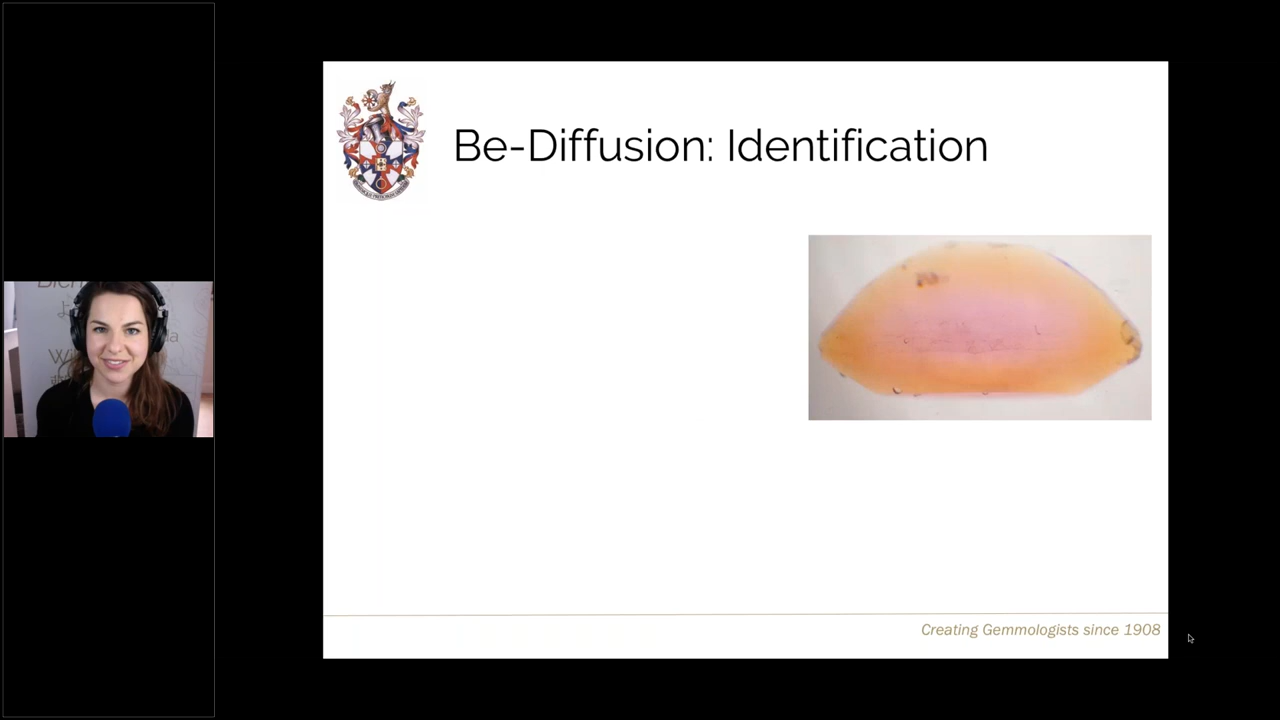 Be-Diffusion: Identification
Creating Gemmologists since 1908